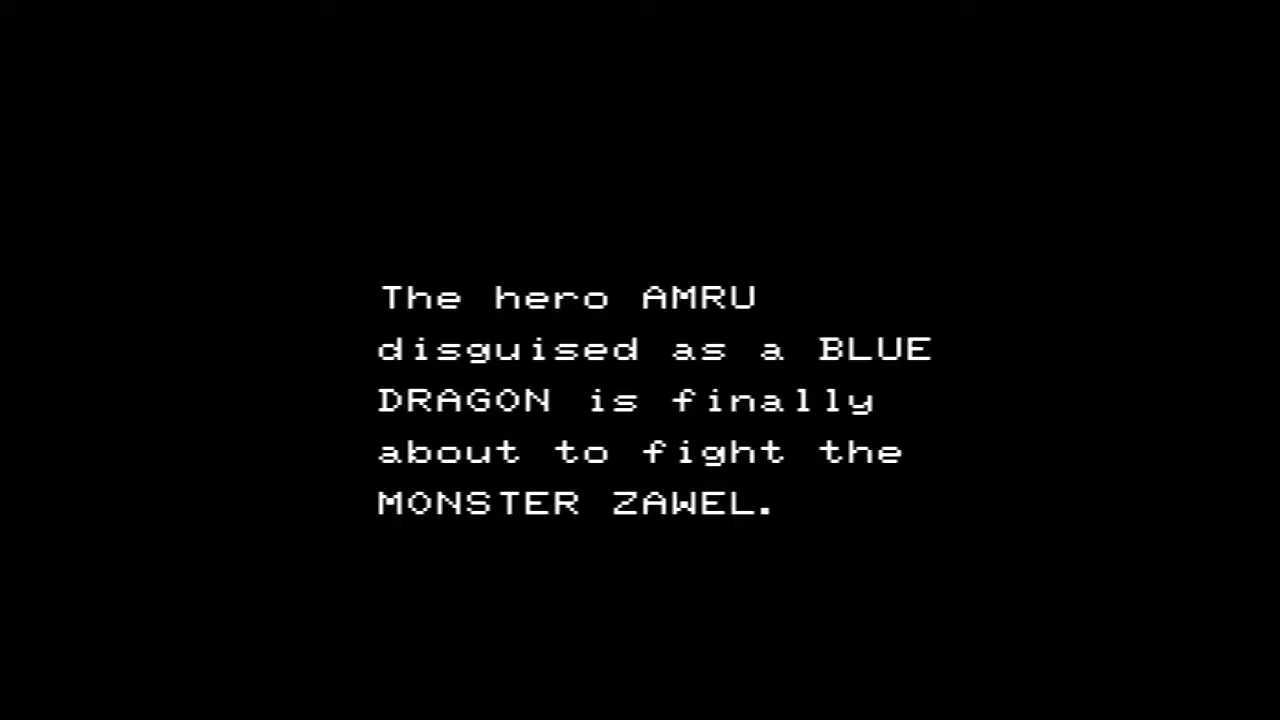 The hero AMRU
disguised as a BLUE
DRAGON is finally
about to fight the
MONSTER ZAWEL.